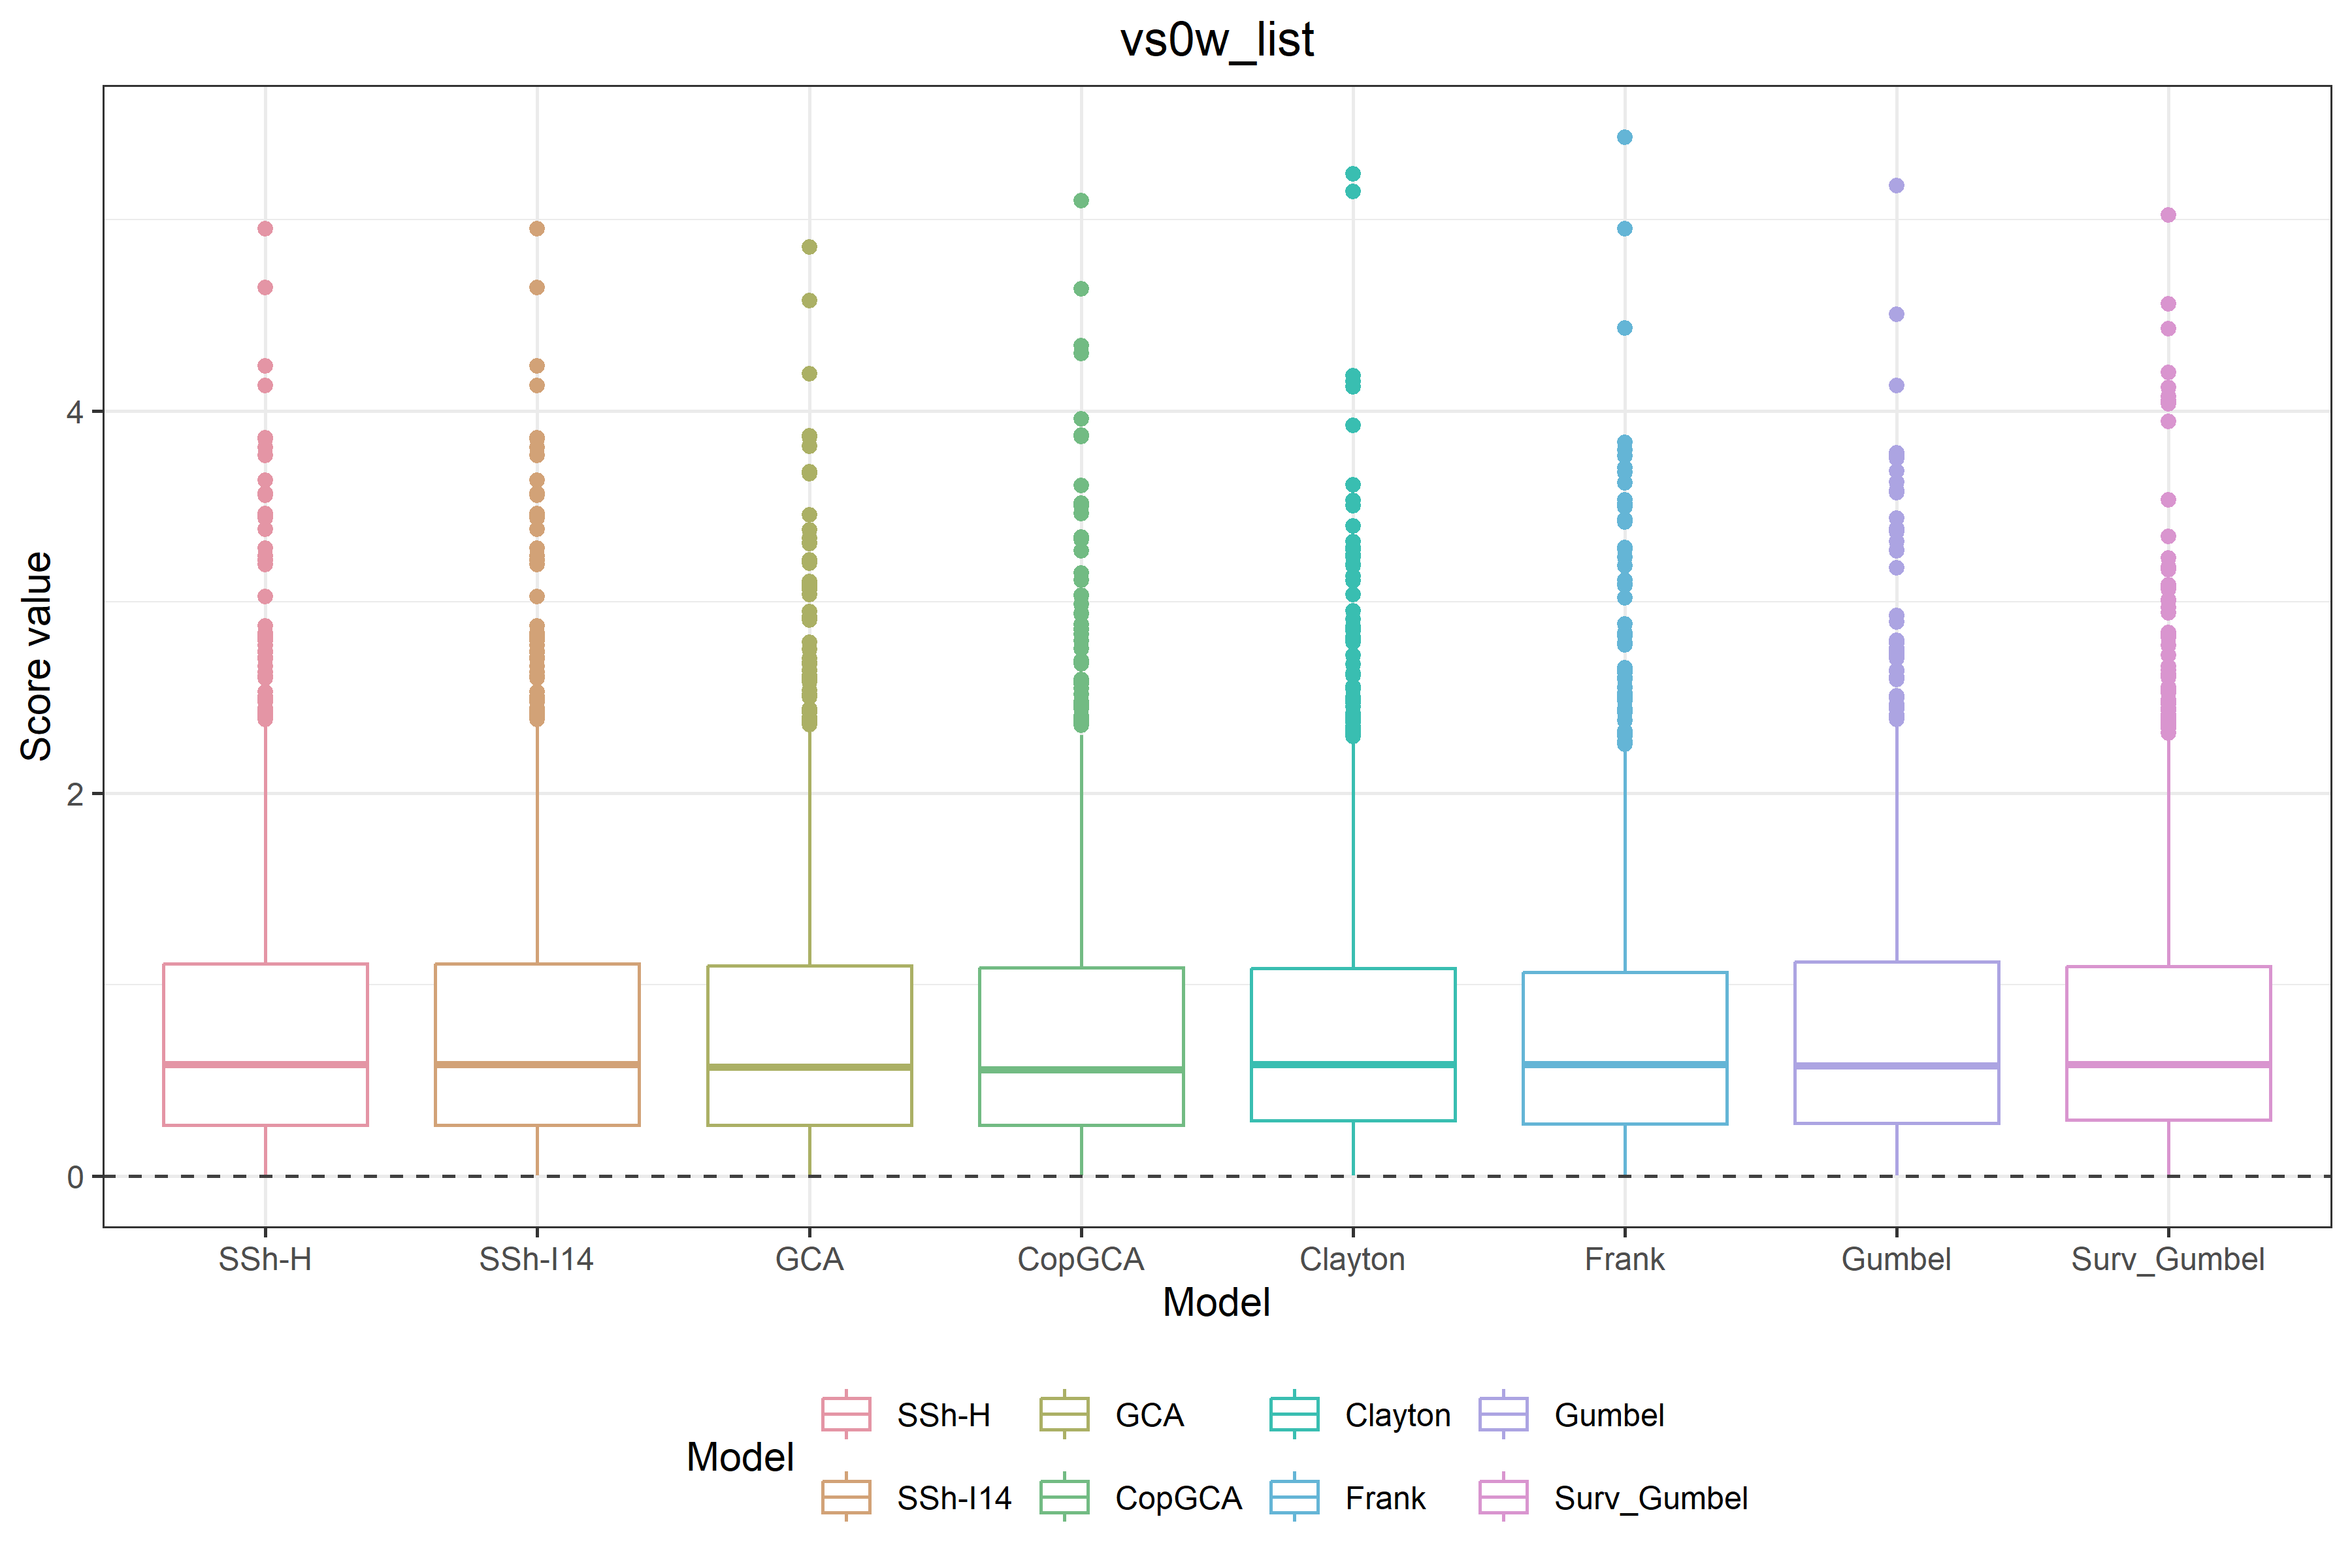 vs0w_list
Score value
4
2
0
SSh-H SSh-I14 GCA CopGCA Clayton Frank Gumbel Surv_Gumbel
Model
Model
SSh-H GCA Clayton Gumbel
SSh-I14 CopGCA Frank Surv_Gumbel